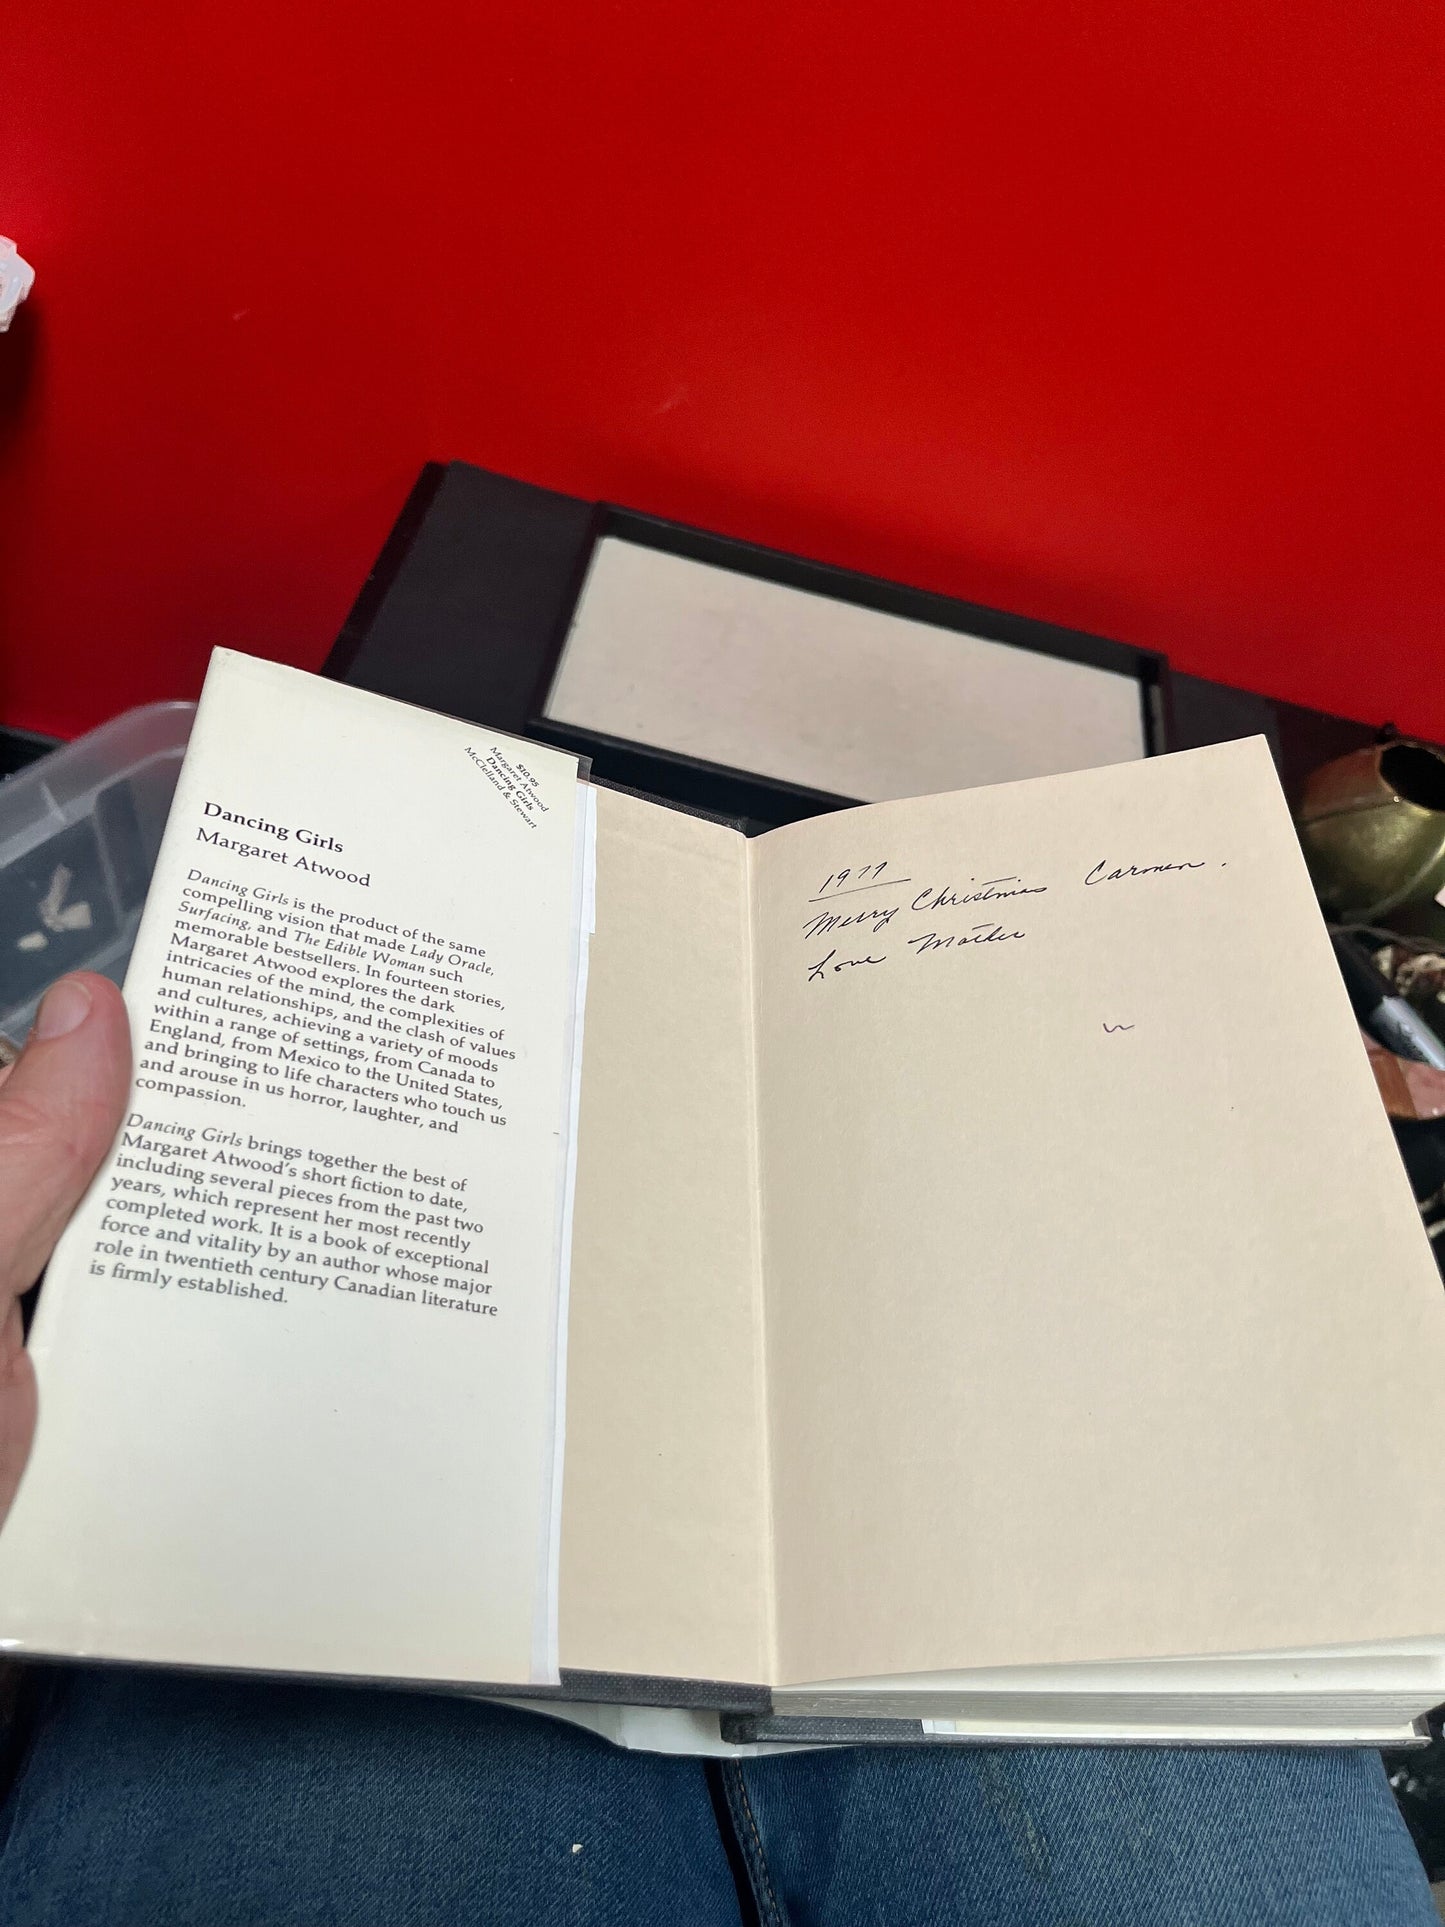 $10.95
Margaret Atwood
Dancing Girls
McClelland & Stewart
Dancing Girls
Margaret Atwood
Dancing Girls is the product of the same
compelling vision that made Lady Oracle,
Surfacing, and The Edible Woman such
memorable bestsellers. In fourteen stories,
Margaret Atwood explores the dark
intricacies of the mind, the complexities of
human relationships, and the clash of values
and cultures, achieving a variety of moods
within a range of settings, from Canada to
England, from Mexico to the United States,
and bringing to life characters who touch us
and arouse in us horror, laughter, and
compassion.
Dancing Girls brings together the best of
Margaret Atwood's short fiction to date,
including several pieces from the past two
years, which represent her most recently
completed work. It is a book of exceptional
force and vitality by an author whose major
role in twentieth century Canadian literature
is firmly established.
1977
Merry Christmas Carmen.
Love Mother